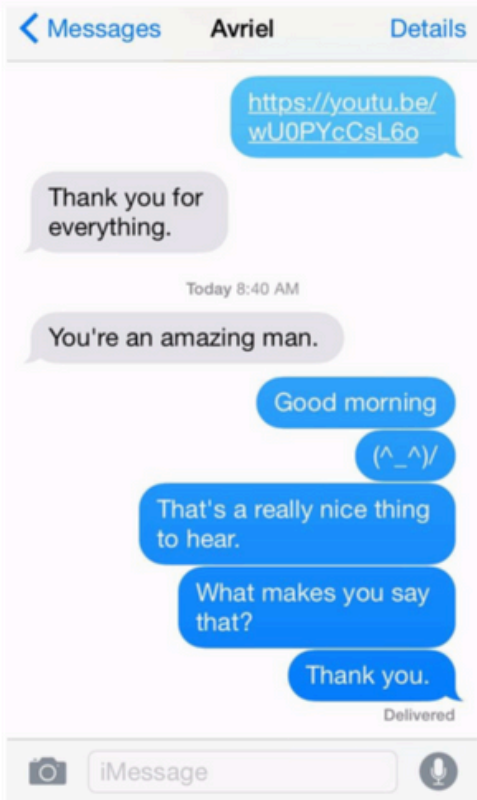 Messages Avriel Details
https://youtu.be/
wU0PYcCsL6o
Thank you for
everything.
Today 8:40 AM
You're an amazing man.
Good morning
(^_^)/
That's a really nice thing
to hear.
What makes you say
that?
Thank you.
Delivered
iMessage